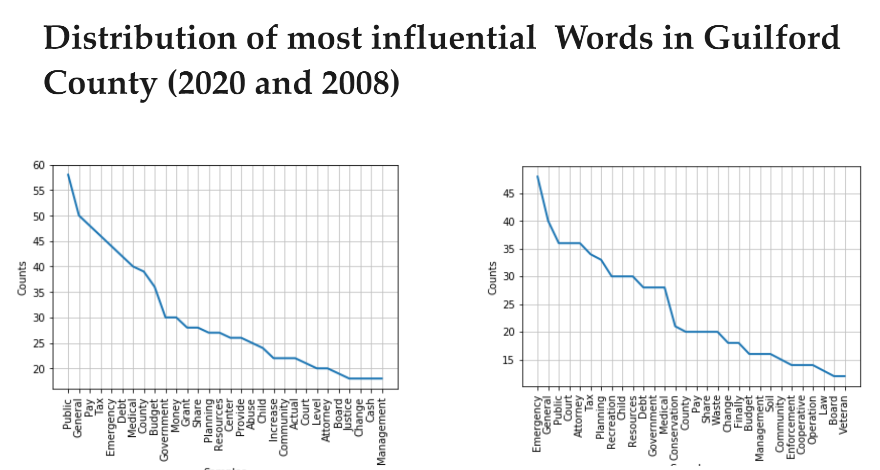 Distribution of most influential Words in Guilford
County (2020 and 2008)
60
55
50
45
40
35
30
25
20
Counts
Public
General
Pay
Tax
Emergency
Debt
Medical
County
Budget
Government
Money
Grant
Share
Planning
Resources
Center
Provide
Abuse
Child
Increase
Community
Actual
Court
Level
Attorney
Board
Justice
Change
Cash
Management
45
40
35
30
25
20
15
Counts
Emergency
General
Public
Court
Attorney
Tax
Planning
Recreation
Child
Resources
Debt
Government
Medical
Conservation
County
Pay
Share
Waste
Change
Finally
Budget
Management
Soil
Community
Enforcement
Cooperative
Operation
Law
Board
Veteran